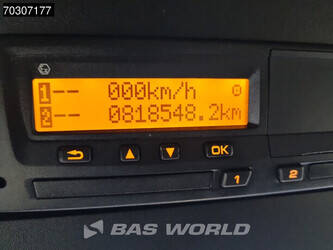 70307177
1 -- 000km/h
2 -- 0818548.2km
OK
1 2
BAS WORLD